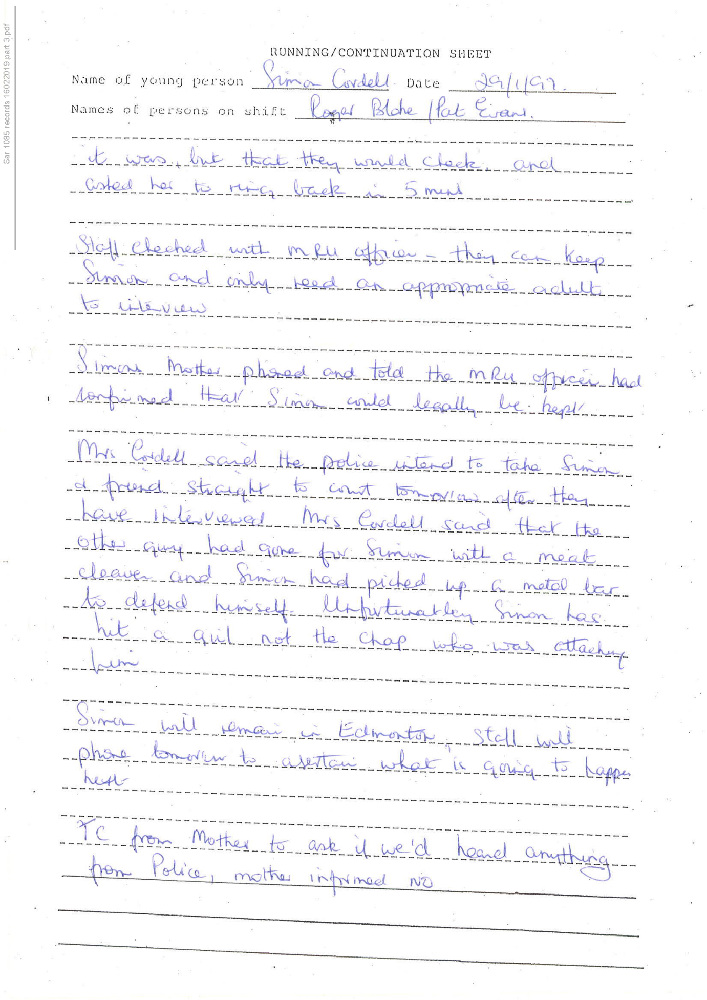 Sar 1085 records 16022019.part 3.pdf
RUNNING/CONTINUATION SHEET
Name of young person Simon Cordell. Date 29/1/97.
Names of persons on shift Roger Blake / Pat Evans.
it was, but that they would check. and
asked her to ring back in 5 mins
Staff checked with MRU officer - they can keep
Simon and only need an appropriate adult
to interview
Simons Mother phoned and told the MRU officer had
confirmed that Simon could legally be kept
Mrs Cordell said the police intend to take Simon
& friend straight to court tomorrow after they
have interviewed Mrs Cordell said that the
other guy had gone for Simon with a meat
cleaver and Simon had picked up a metal bar
to defend himself. Unfortunatley Simon has
hit a girl not the chap who was attacking
him
Simon will remain in Edmonton, staff will
phone tomorrow to asertain what is going to happen
next
TC from Mother to ask if we'd heard anything
from Police, mother informed NO